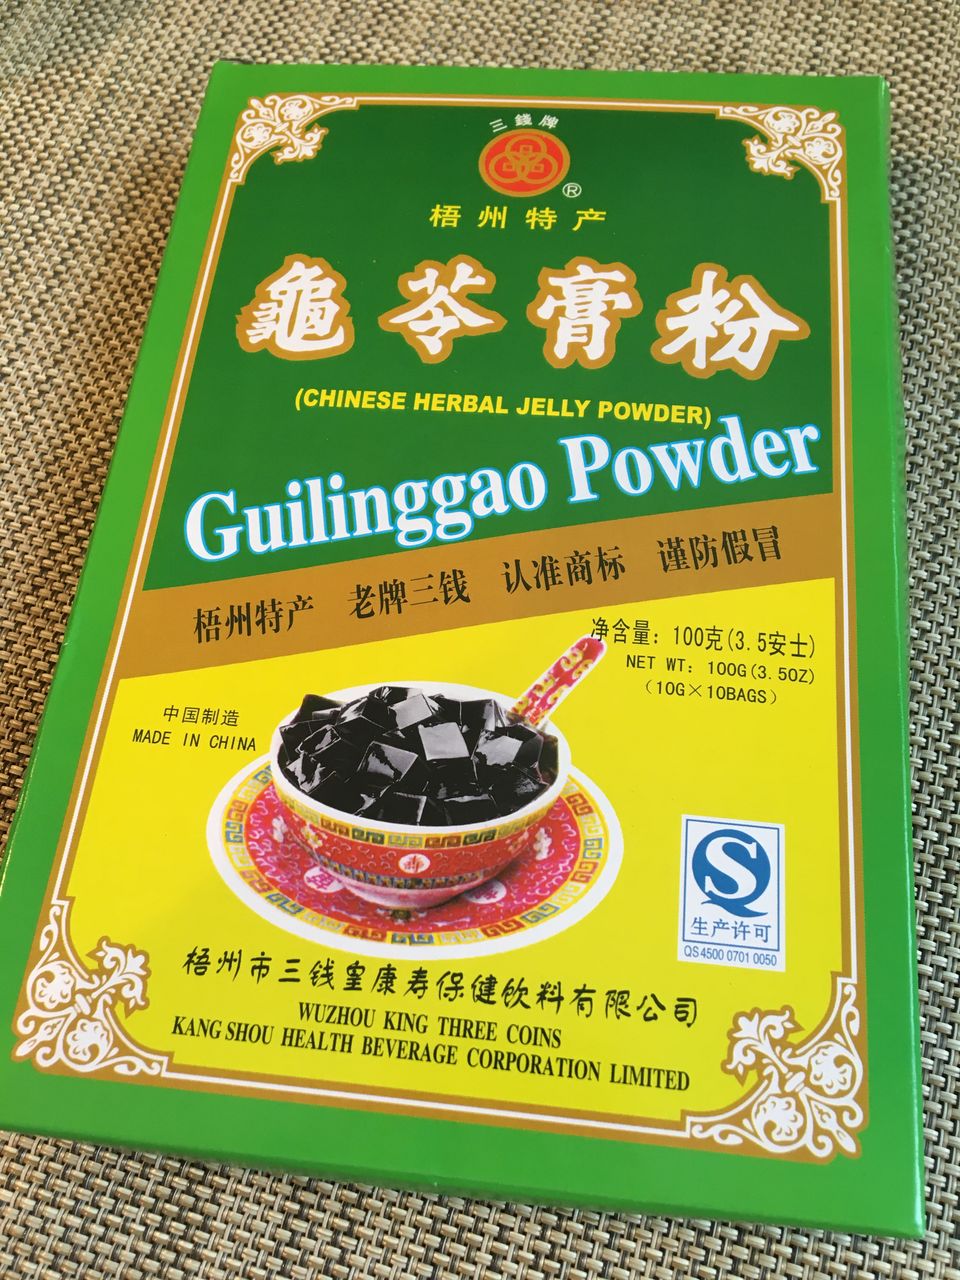 三錢牌
®
梧州特产
龜苓膏粉
(CHINESE HERBAL JELLY POWDER)
Guilinggao Powder
梧州特产 老牌三钱 认准商标 谨防假冒
净含量：100克(3.5安士)
NET WT: 100G(3.5OZ)
(10G×10BAGS)
中国制造
MADE IN CHINA
S
生产许可
QS4500 0701 0050
梧州市三钱皇康寿保健饮料有限公司
WUZHOU KING THREE COINS
KANG SHOU HEALTH BEVERAGE CORPORATION LIMITED